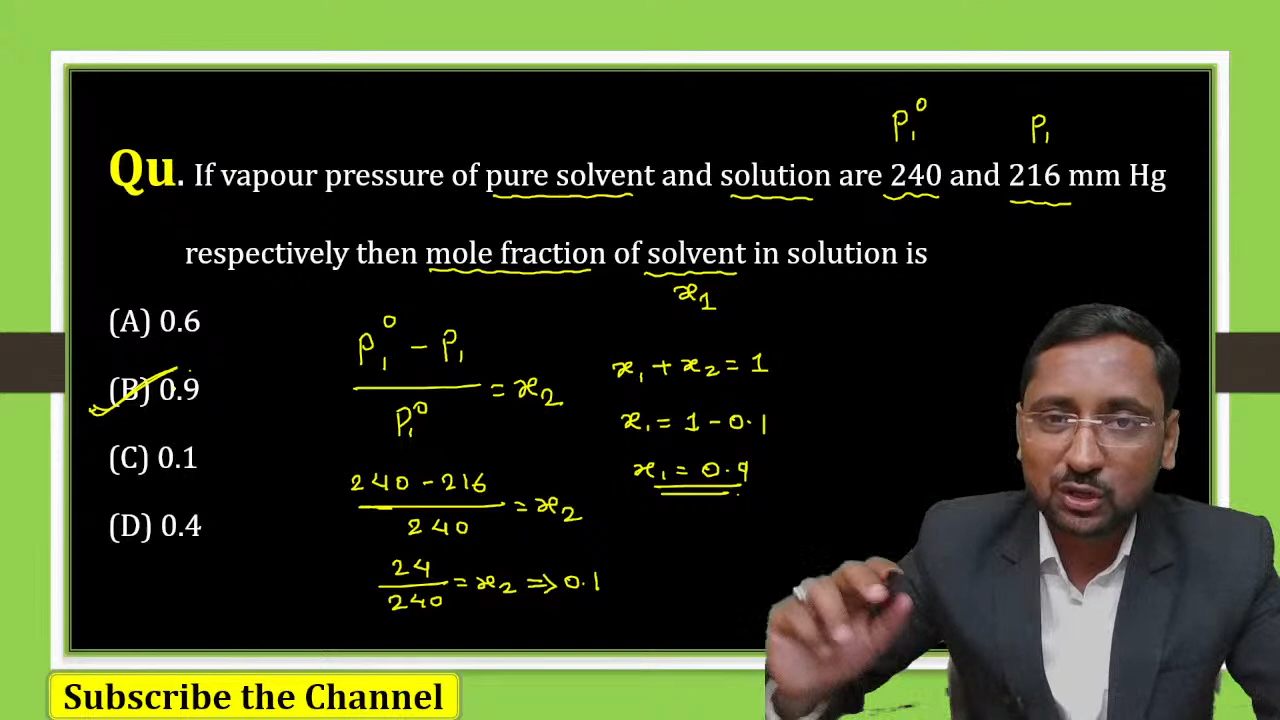 P₁⁰ P₁
Qu. If vapour pressure of pure solvent and solution are 240 and 216 mm Hg
respectively then mole fraction of solvent in solution is
x₁
(A) 0.6
(B) 0.9
(C) 0.1
(D) 0.4
P₁⁰ - P₁
P₁⁰
= x₂
240 - 216
240
= x₂
24
240
= x₂ ⇒ 0.1
x₁ + x₂ = 1
x₁ = 1 - 0.1
x₁ = 0.9
Subscribe the Channel